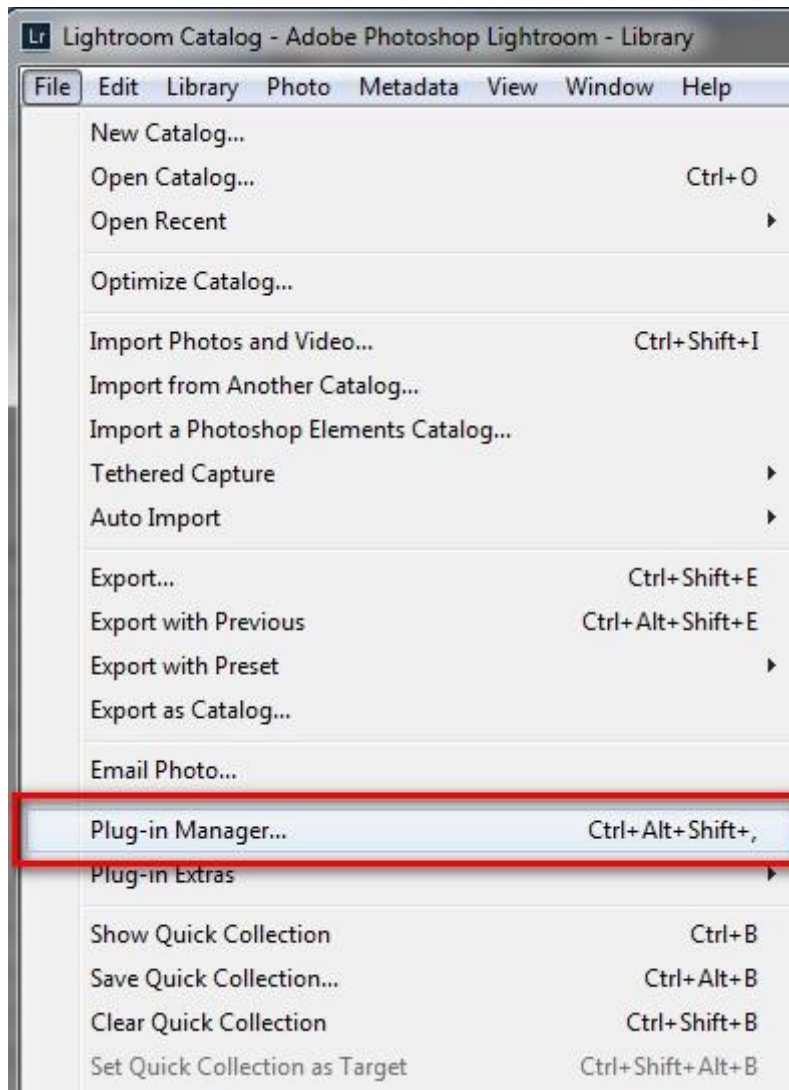 Lr Lightroom Catalog - Adobe Photoshop Lightroom - Library
File Edit Library Photo Metadata View Window Help
New Catalog...
Open Catalog... Ctrl+O
Open Recent
Optimize Catalog...
Import Photos and Video... Ctrl+Shift+I
Import from Another Catalog...
Import a Photoshop Elements Catalog...
Tethered Capture
Auto Import
Export... Ctrl+Shift+E
Export with Previous Ctrl+Alt+Shift+E
Export with Preset
Export as Catalog...
Email Photo...
Plug-in Manager... Ctrl+Alt+Shift+,
Plug-in Extras
Show Quick Collection Ctrl+B
Save Quick Collection... Ctrl+Alt+B
Clear Quick Collection Ctrl+Shift+B
Set Quick Collection as Target Ctrl+Shift+Alt+B